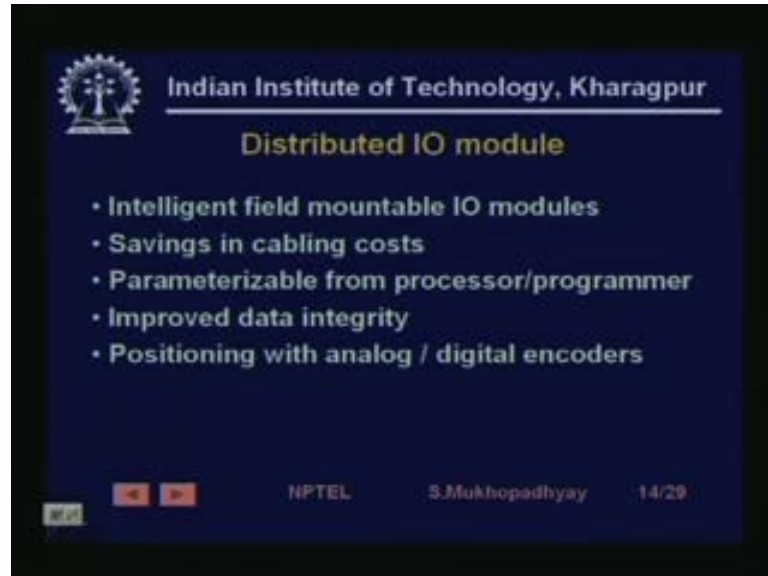 Indian Institute of Technology, Kharagpur
Distributed IO module
• Intelligent field mountable IO modules
• Savings in cabling costs
• Parameterizable from processor/programmer
• Improved data integrity
• Positioning with analog / digital encoders
NPTEL S.Mukhopadhyay 14/29